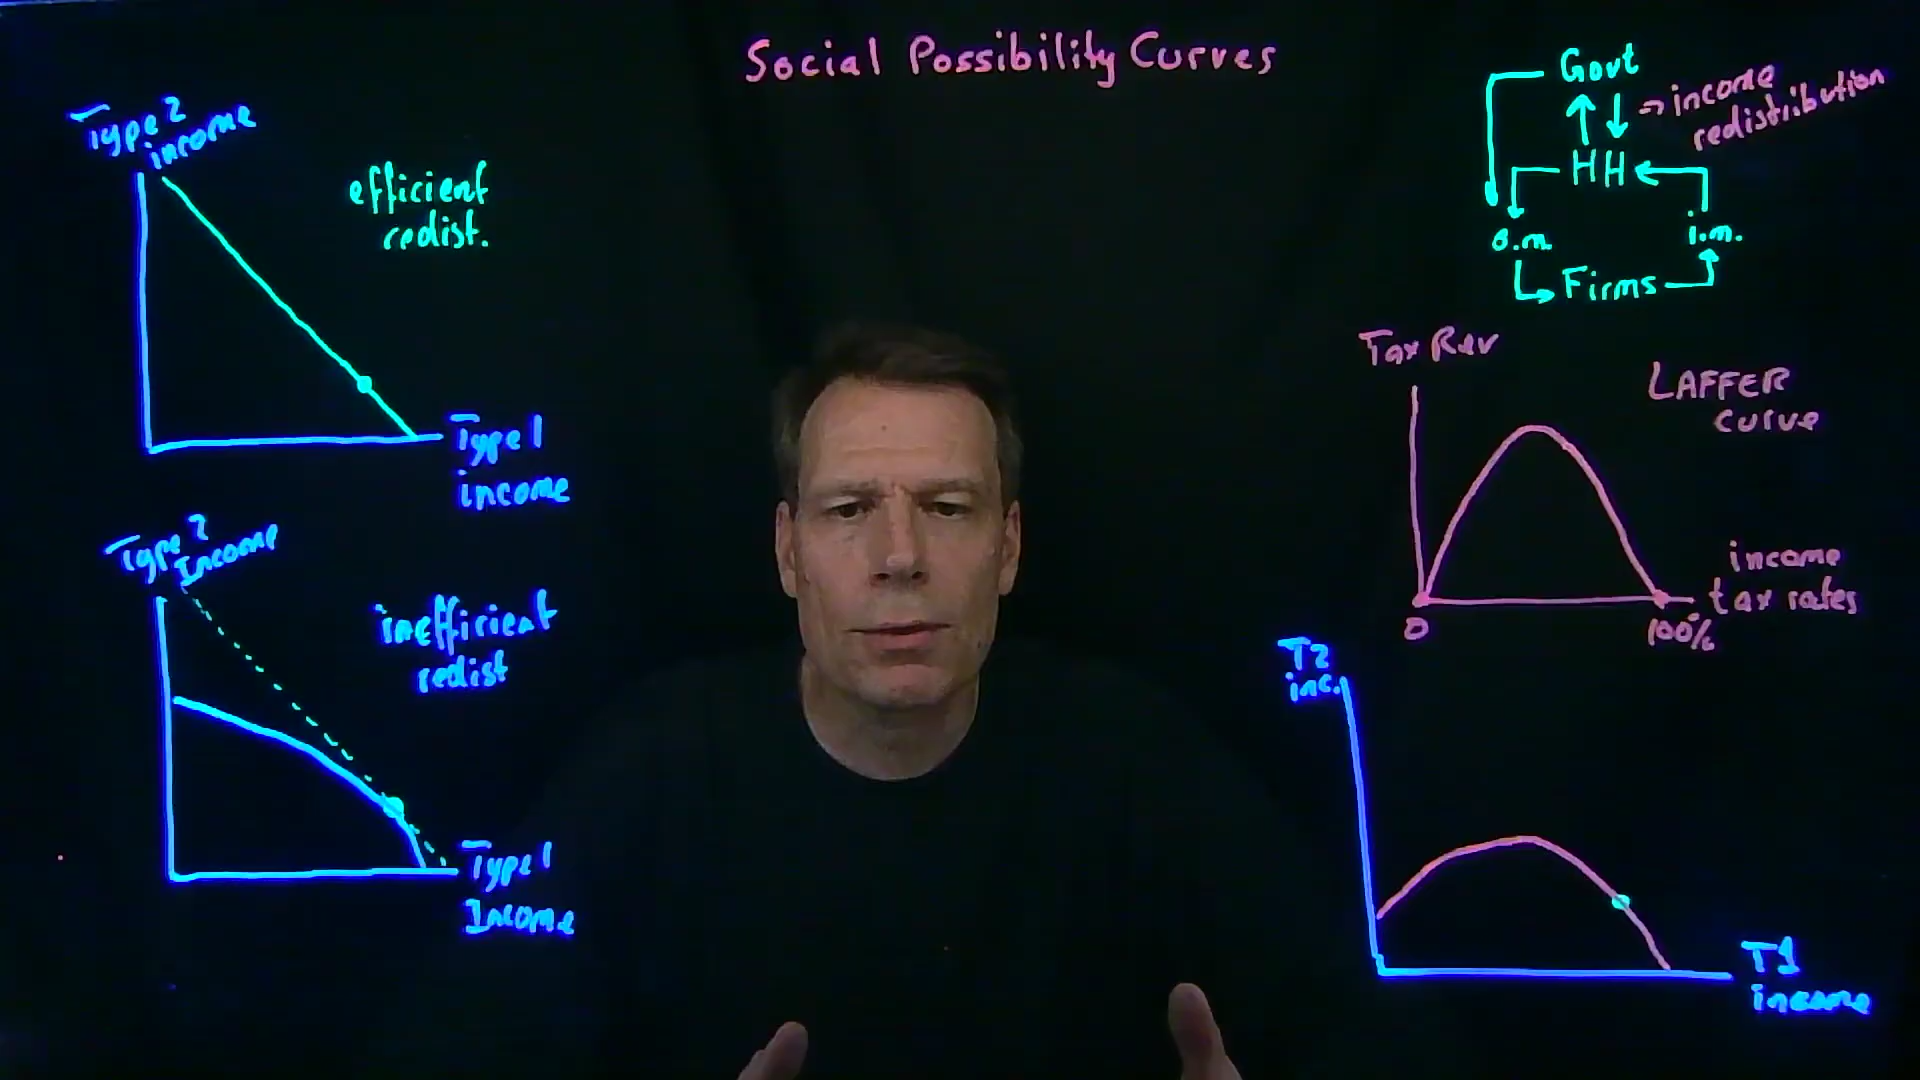 Social Possibility Curves
Type 2
income
efficient
redist.
Type 1
income
Type 2
Income
inefficient
redist
Type 1
Income
Govt
⇒ income
redistribution
HH
o.m.
i.m.
Firms
Tax Rev
LAFFER
curve
income
tax rates
0
100%
T2
inc.
T1
income